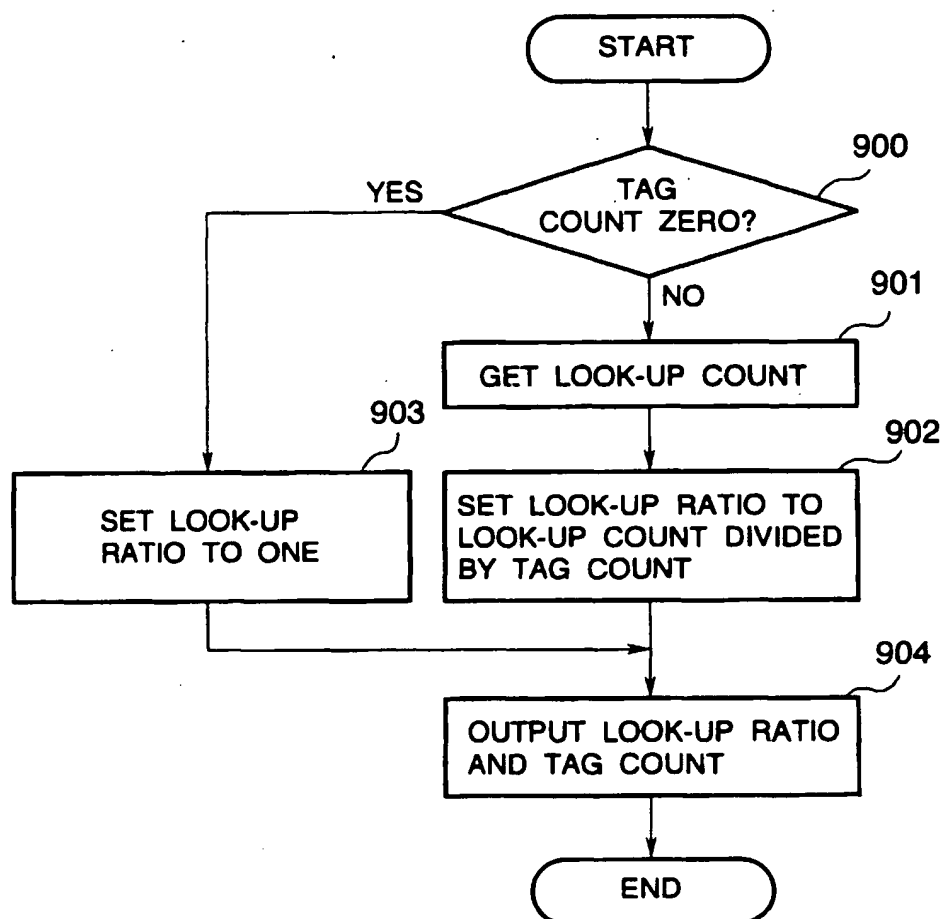 START
900
YES
TAG
COUNT ZERO?
NO
901
GET LOOK-UP COUNT
903
902
SET LOOK-UP
RATIO TO ONE
SET LOOK-UP RATIO TO
LOOK-UP COUNT DIVIDED
BY TAG COUNT
904
OUTPUT LOOK-UP RATIO
AND TAG COUNT
END